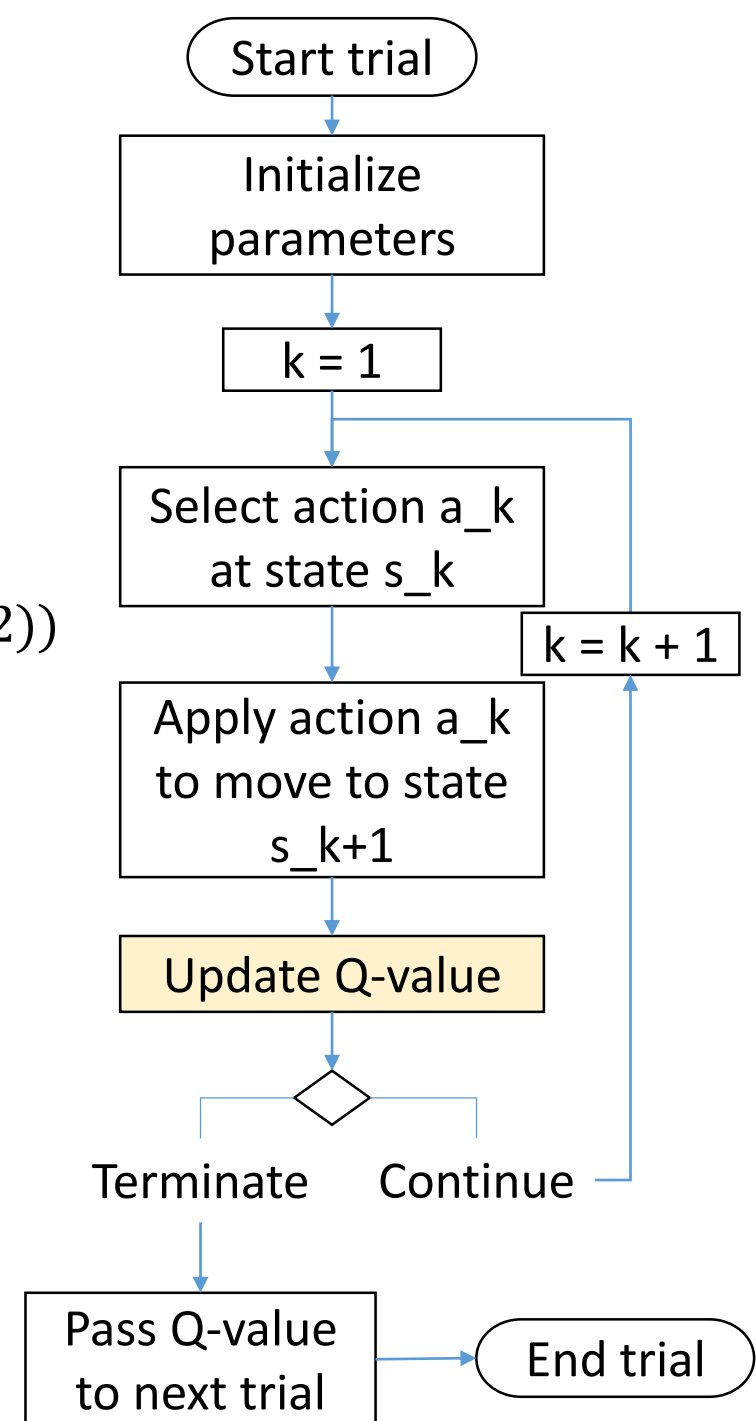 Start trial
Initialize
parameters
k = 1
Select action a_k
at state s_k
2))
k = k + 1
Apply action a_k
to move to state
s_k+1
Update Q-value
Terminate
Continue
Pass Q-value
to next trial
End trial